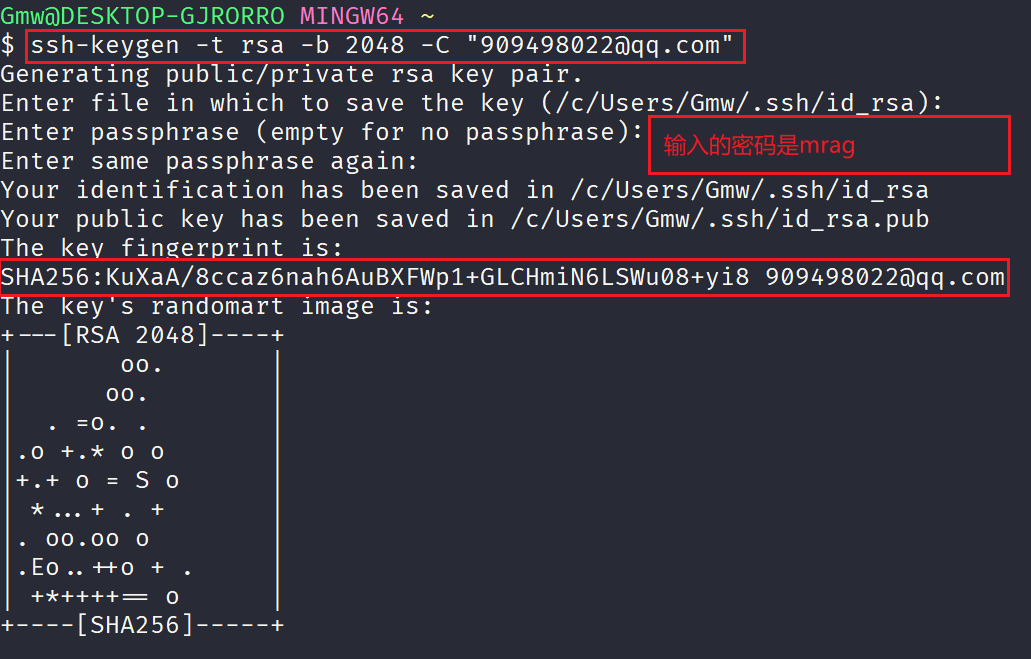 Gmw@DESKTOP-GJRORRO MINGW64 ~
$ ssh-keygen -t rsa -b 2048 -C "909498022@qq.com"
Generating public/private rsa key pair.
Enter file in which to save the key (/c/Users/Gmw/.ssh/id_rsa):
Enter passphrase (empty for no passphrase):
输入的密码是mrag
Enter same passphrase again:
Your identification has been saved in /c/Users/Gmw/.ssh/id_rsa
Your public key has been saved in /c/Users/Gmw/.ssh/id_rsa.pub
The key fingerprint is:
SHA256:KuXaA/8ccaz6nah6AuBXFWp1+GLCHmiN6LSWu08+yi8 909498022@qq.com
The key's randomart image is:
+---[RSA 2048]----+
|       oo.       |
|      oo.        |
|  . =o. .        |
|.o +.* o o       |
|+.+ o = S o      |
| * ... + . +     |
|. oo.oo o        |
|.Eo..++o + .     |
| +*++++== o      |
+----[SHA256]-----+